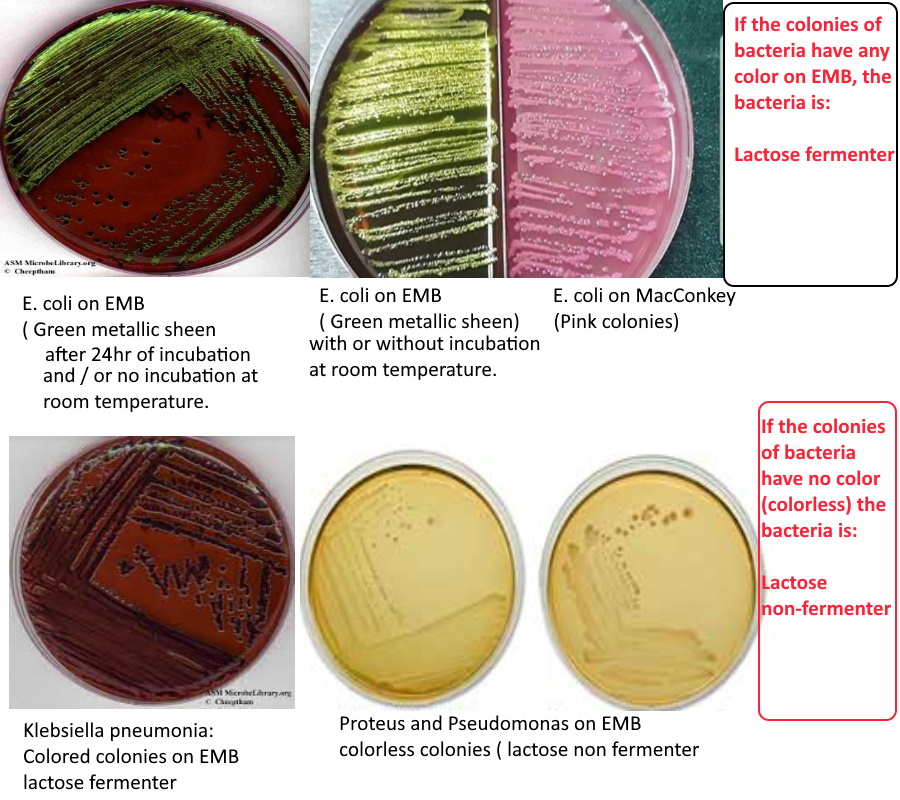 If the colonies of
bacteria have any
color on EMB, the
bacteria is:
Lactose fermenter
ASM MicrobeLibrary.org
© Cheeptham
E. coli on EMB
( Green metallic sheen
after 24hr of incubation
and / or no incubation at
room temperature.
E. coli on EMB
( Green metallic sheen)
with or without incubation
at room temperature.
E. coli on MacConkey
(Pink colonies)
If the colonies
of bacteria
have no color
(colorless) the
bacteria is:
Lactose
non-fermenter
ASM MicrobeLibrary.org
© Cheeptham
Klebsiella pneumonia:
Colored colonies on EMB
lactose fermenter
Proteus and Pseudomonas on EMB
colorless colonies ( lactose non fermenter